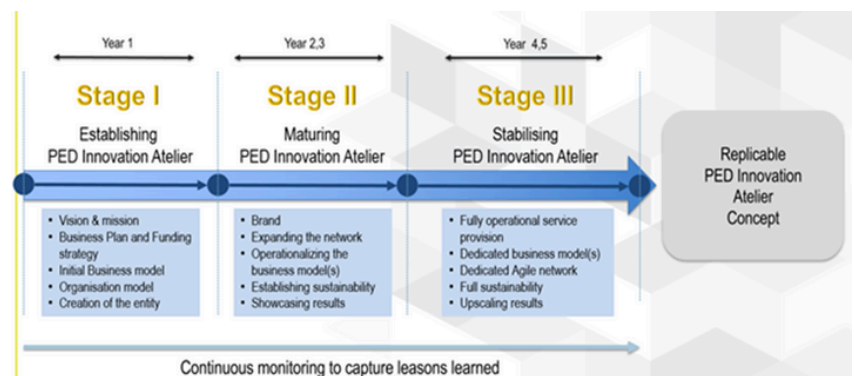 Year 1
Year 2,3
Year 4,5
Stage I
Stage II
Stage III
Establishing
PED Innovation Atelier
Maturing
PED Innovation Atelier
Stabilising
PED Innovation Atelier
Replicable
PED Innovation
Atelier
Concept
• Vision & mission
• Business Plan and Funding
strategy
• Initial Business model
• Organisation model
• Creation of the entity
• Brand
• Expanding the network
• Operationalizing the
business model(s)
• Establishing sustainability
• Showcasing results
• Fully operational service
provision
• Dedicated business model(s)
• Dedicated Agile network
• Full sustainability
• Upscaling results
Continuous monitoring to capture leasons learned